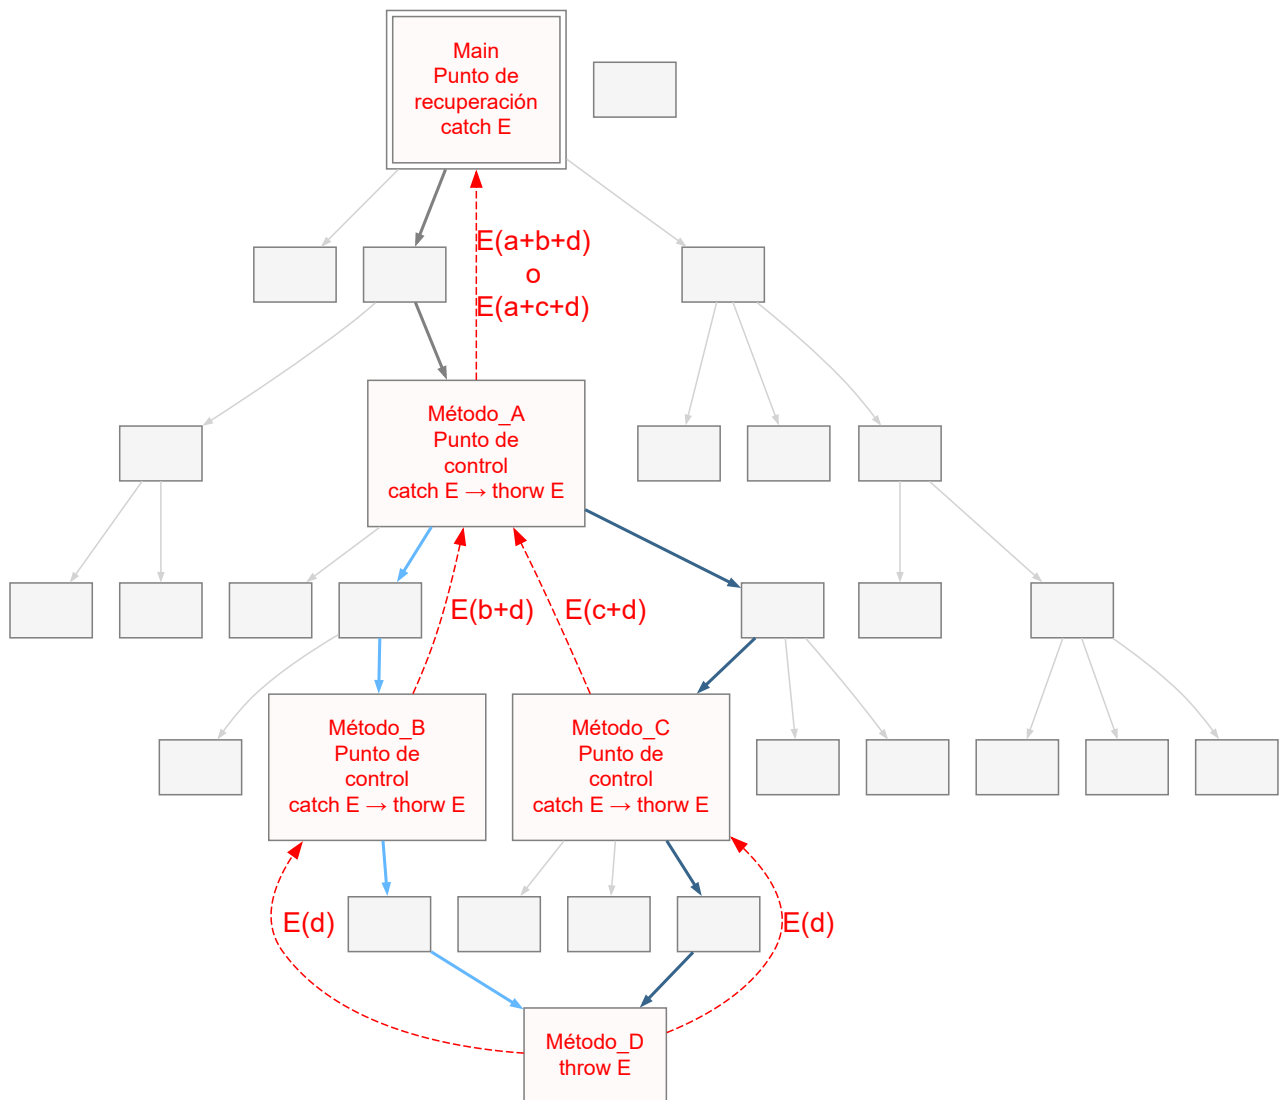 Main
Punto de
recuperación
catch E
E(a+b+d)
o
E(a+c+d)
Método_A
Punto de
control
catch E → thorw E
E(b+d)
E(c+d)
Método_B
Punto de
control
catch E → thorw E
Método_C
Punto de
control
catch E → thorw E
E(d)
E(d)
Método_D
throw E